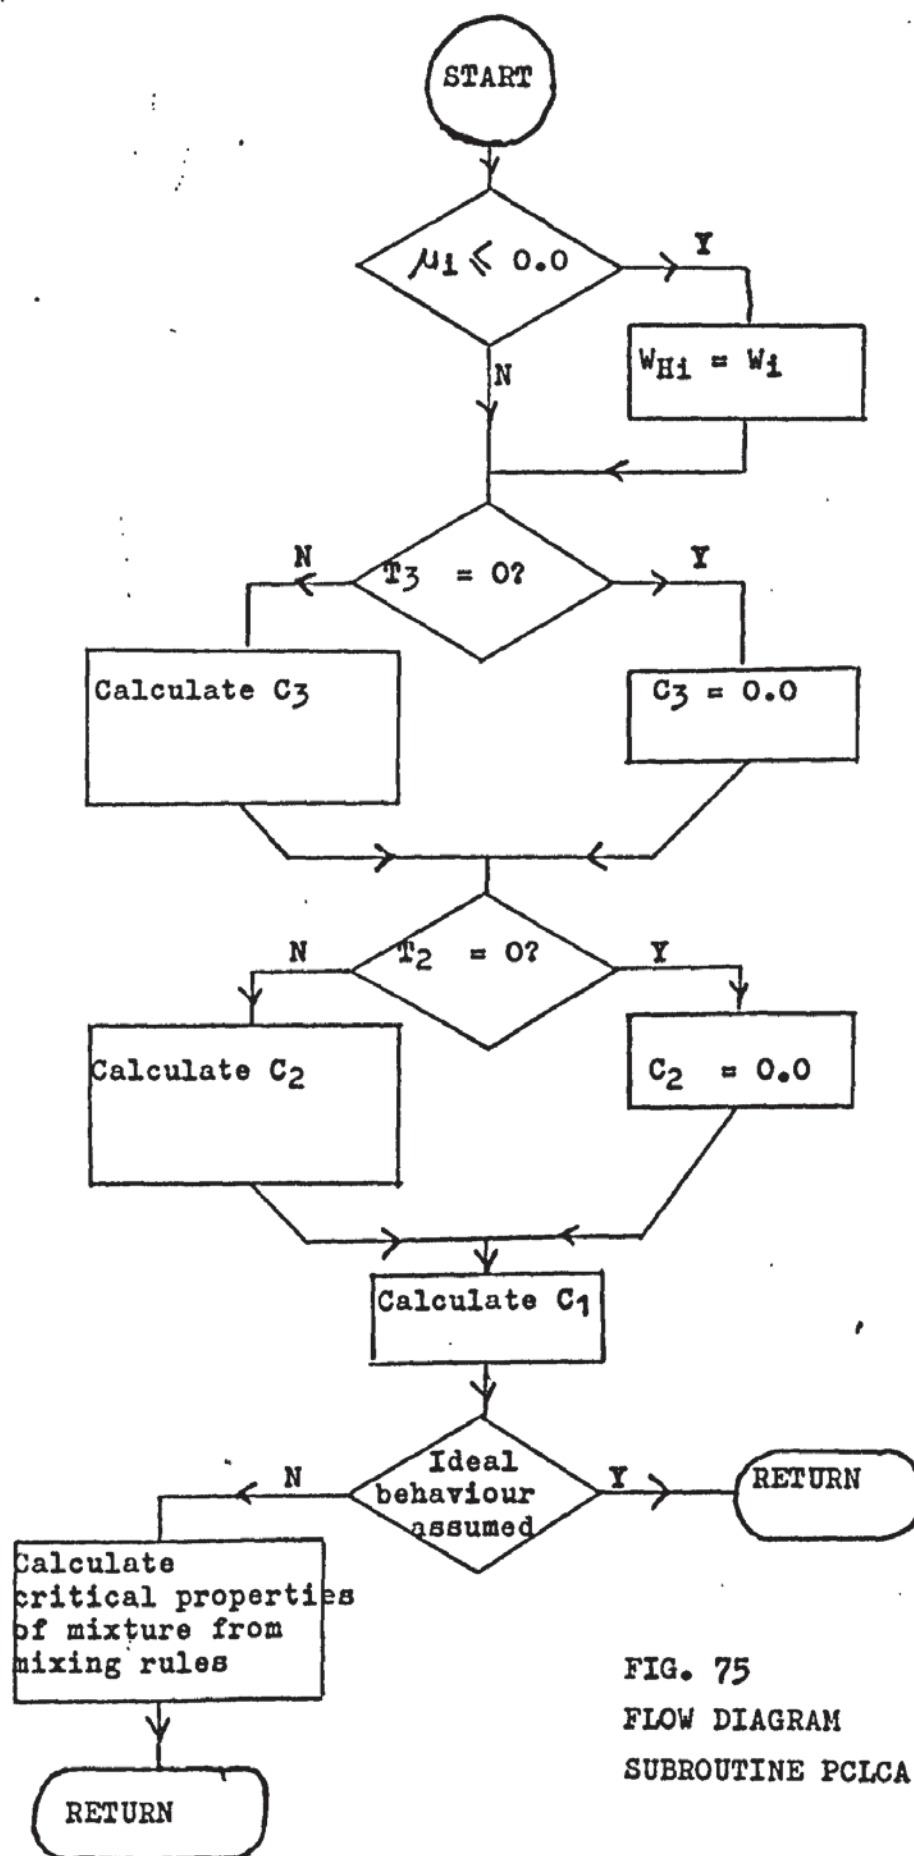 START
μi ⩽ 0.0
Y
WHi = Wi
N
N
T3 = 0?
Y
Calculate C3
C3 = 0.0
N
T2 = 0?
Y
Calculate C2
C2 = 0.0
Calculate C1
N
Ideal
behaviour
assumed
Y
RETURN
Calculate
critical properties
of mixture from
mixing rules
RETURN
FIG. 75
FLOW DIAGRAM
SUBROUTINE PCLCA